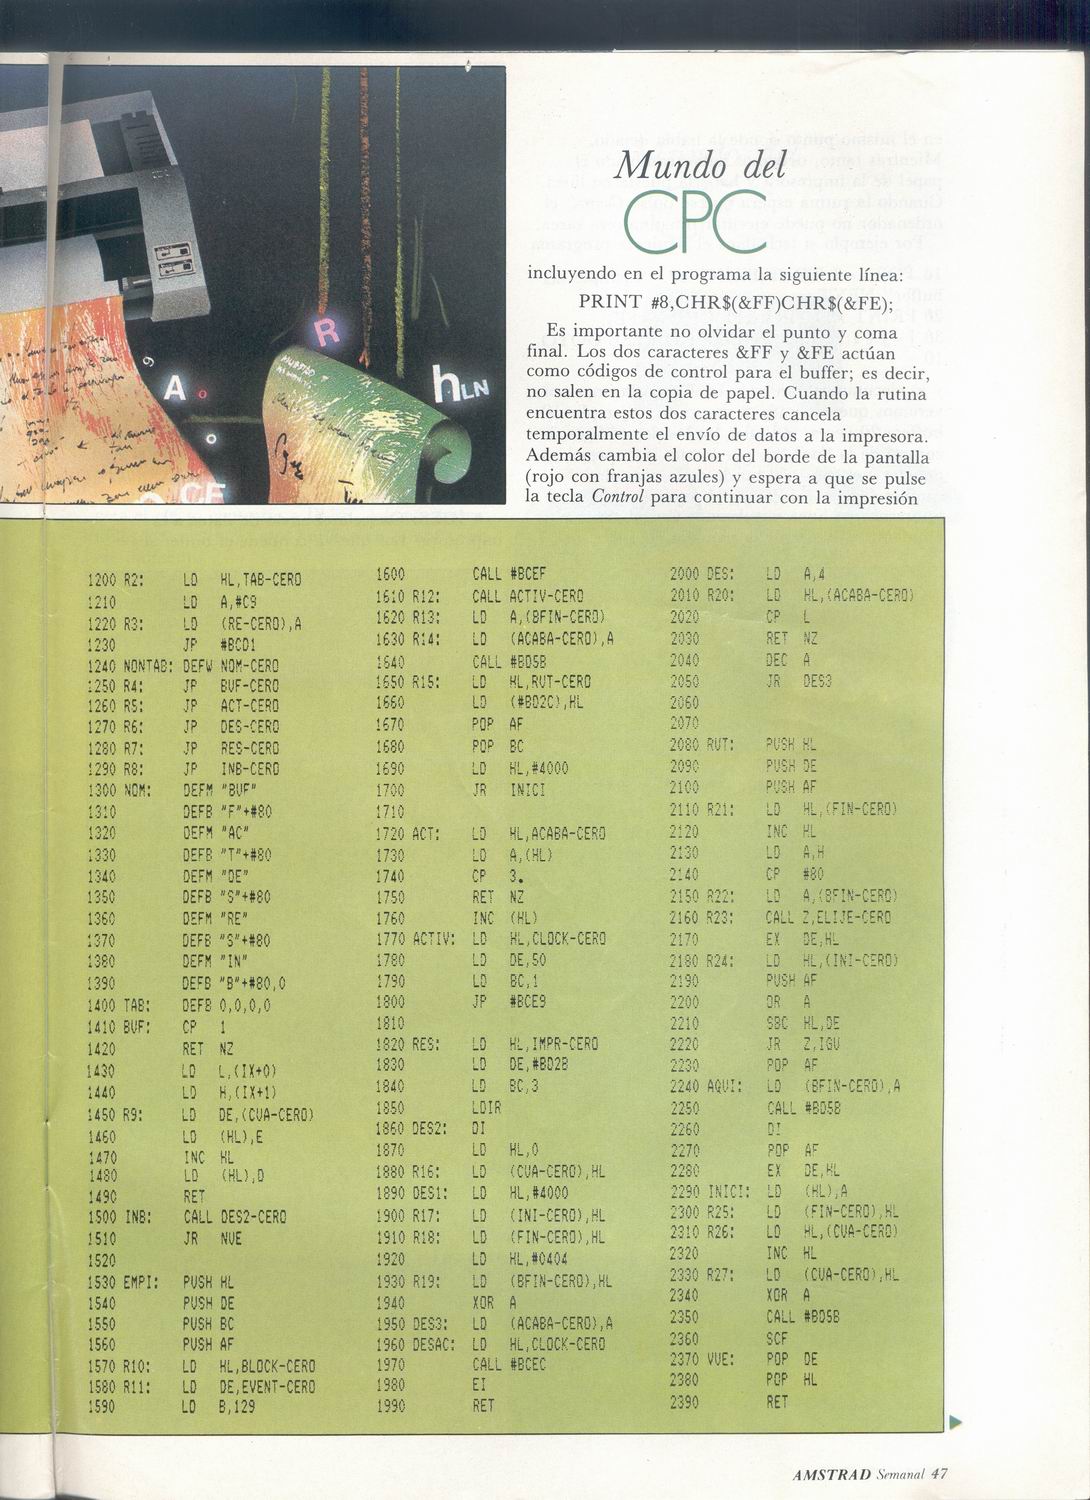 R
A
hLN
Mundo del
CPC
incluyendo en el programa la siguiente línea:
PRINT #8,CHR$(&FF)CHR$(&FE);
Es importante no olvidar el punto y coma
final. Los dos caracteres &FF y &FE actúan
como códigos de control para el buffer; es decir,
no salen en la copia de papel. Cuando la rutina
encuentra estos dos caracteres cancela
temporalmente el envío de datos a la impresora.
Además cambia el color del borde de la pantalla
(rojo con franjas azules) y espera a que se pulse
la tecla Control para continuar con la impresión
1200 R2: LD HL,TAB-CERO
1210 LD A,#C9
1220 R3: LD (RE-CERO),A
1230 JP #BCD1
1240 NONTAB: DEFW NOM-CERO
1250 R4: JP BUF-CERO
1260 R5: JP ACT-CERO
1270 R6: JP DES-CERO
1280 R7: JP RES-CERO
1290 R8: JP INB-CERO
1300 NOM: DEFM "BUF"
1310 DEFB "F"+#80
1320 DEFM "AC"
1330 DEFB "T"+#80
1340 DEFM "DE"
1350 DEFB "S"+#80
1360 DEFM "RE"
1370 DEFB "S"+#80
1380 DEFM "IN"
1390 DEFB "B"+#80,0
1400 TAB: DEFB 0,0,0,0
1410 BUF: CP 1
1420 RET NZ
1430 LD L,(IX+0)
1440 LD H,(IX+1)
1450 R9: LD DE,(CUA-CERO)
1460 LD (HL),E
1470 INC HL
1480 LD (HL),D
1490 RET
1500 INB: CALL DES2-CERO
1510 JR NUE
1520
1530 EMPI: PUSH HL
1540 PUSH DE
1550 PUSH BC
1560 PUSH AF
1570 R10: LD HL,BLOCK-CERO
1580 R11: LD DE,EVENT-CERO
1590 LD B,129
1600 CALL #BCEF
1610 R12: CALL ACTIV-CERO
1620 R13: LD A,(BFIN-CERO)
1630 R14: LD (ACABA-CERO),A
1640 CALL #BD5B
1650 R15: LD HL,RUT-CERO
1660 LD (#BD2C),HL
1670 POP AF
1680 POP BC
1690 LD HL,#4000
1700 JR INICI
1710
1720 ACT: LD HL,ACABA-CERO
1730 LD A,(HL)
1740 CP 3.
1750 RET NZ
1760 INC (HL)
1770 ACTIV: LD HL,CLOCK-CERO
1780 LD DE,50
1790 LD BC,1
1800 JP #BCE9
1810
1820 RES: LD HL,IMPR-CERO
1830 LD DE,#BD2B
1840 LD BC,3
1850 LDIR
1860 DES2: DI
1870 LD HL,0
1880 R16: LD (CUA-CERO),HL
1890 DES1: LD HL,#4000
1900 R17: LD (INI-CERO),HL
1910 R18: LD (FIN-CERO),HL
1920 LD HL,#0404
1930 R19: LD (BFIN-CERO),HL
1940 XOR A
1950 DES3: LD (ACABA-CERO),A
1960 DESAC: LD HL,CLOCK-CERO
1970 CALL #BCEC
1980 EI
1990 RET
2000 DES: LD A,4
2010 R20: LD HL,(ACABA-CERO)
2020 CP L
2030 RET NZ
2040 DEC A
2050 JR DES3
2060
2070
2080 RUT: PUSH HL
2090 PUSH DE
2100 PUSH AF
2110 R21: LD HL,(FIN-CERO)
2120 INC HL
2130 LD A,H
2140 CP #80
2150 R22: LD A,(BFIN-CERO)
2160 R23: CALL Z,ELIJE-CERO
2170 EX DE,HL
2180 R24: LD HL,(INI-CERO)
2190 PUSH AF
2200 OR A
2210 SBC HL,DE
2220 JR Z,IGU
2230 POP AF
2240 AQUI: LD (BFIN-CERO),A
2250 CALL #BD5B
2260 DI
2270 POP AF
2280 EX DE,HL
2290 INICI: LD (HL),A
2300 R25: LD (FIN-CERO),HL
2310 R26: LD HL,(CUA-CERO)
2320 INC HL
2330 R27: LD (CUA-CERO),HL
2340 XOR A
2350 CALL #BD5B
2360 SCF
2370 VUE: POP DE
2380 POP HL
2390 RET
AMSTRAD Semanal 47